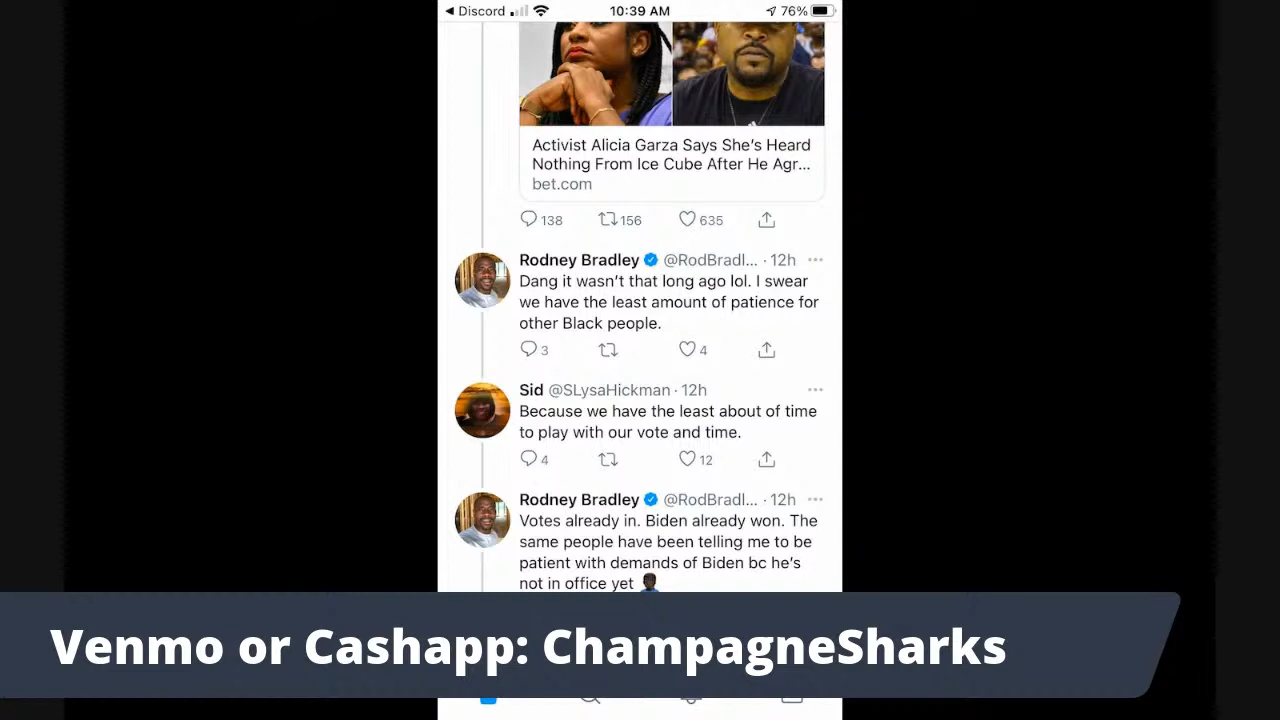 Discord
10:39 AM
76%
Activist Alicia Garza Says She's Heard
Nothing From Ice Cube After He Agr...
bet.com
138 156 635
Rodney Bradley @RodBradl... · 12h
Dang it wasn't that long ago lol. I swear
we have the least amount of patience for
other Black people.
3 4
Sid @SLysaHickman · 12h
Because we have the least about of time
to play with our vote and time.
4 12
Rodney Bradley @RodBradl... · 12h
Votes already in. Biden already won. The
same people have been telling me to be
patient with demands of Biden bc he's
not in office yet
Venmo or Cashapp: ChampagneSharks